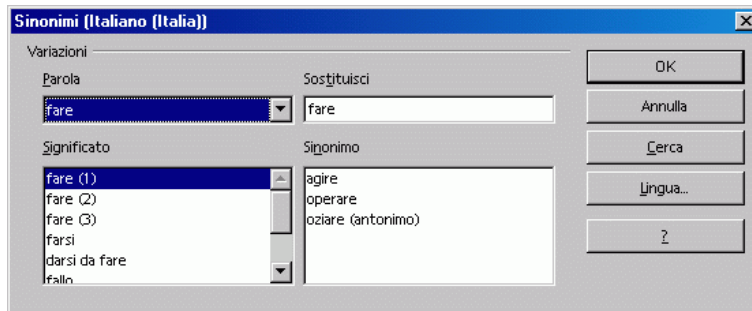 Sinonimi (Italiano (Italia))
Variazioni
Parola
Sostituisci
fare
fare
Significato
Sinonimo
fare (1)
fare (2)
fare (3)
farsi
darsi da fare
fallo
agire
operare
oziare (antonimo)
OK
Annulla
Cerca
Lingua...
?